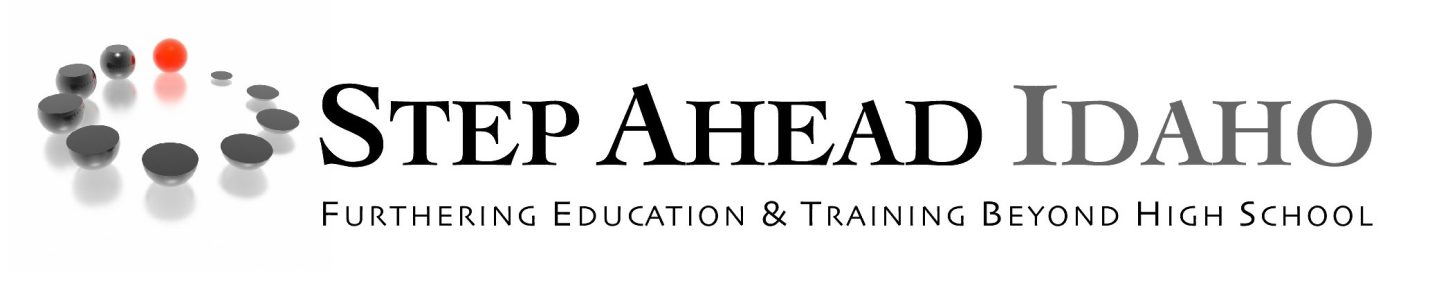 STEP AHEAD IDAHO
FURTHERING EDUCATION & TRAINING BEYOND HIGH SCHOOL